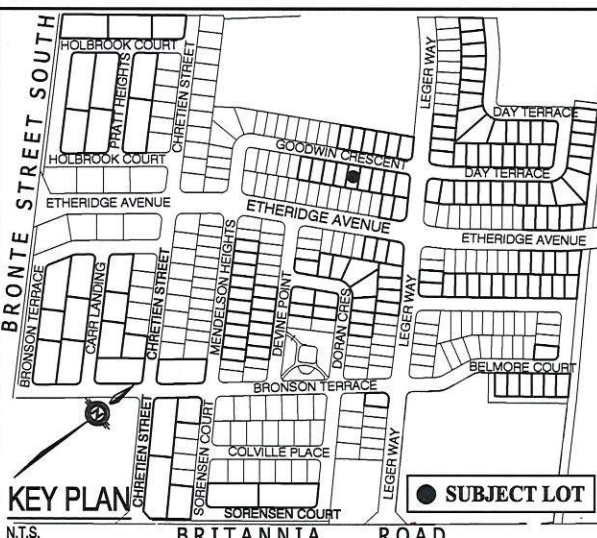 HOLBROOK COURT
BRONTE STREET SOUTH
PRATT HEIGHTS
CHRETIEN STREET
LEGER WAY
DAY TERRACE
GOODWIN CRESCENT
HOLBROOK COURT
DAY TERRACE
ETHERIDGE AVENUE
ETHERIDGE AVENUE
ETHERIDGE AVENUE
BRONSON TERRACE
CARR LANDING
CHRETIEN STREET
MENDELSON HEIGHTS
DEVINE POINT
DORAN CRES
LEGER WAY
BELMORE COURT
BRONSON TERRACE
N
CHRETIEN STREET
SORENSEN COURT
COLVILLE PLACE
LEGER WAY
KEY PLAN
SUBJECT LOT
SORENSEN COURT
N.T.S.
BRITANNIA ROAD